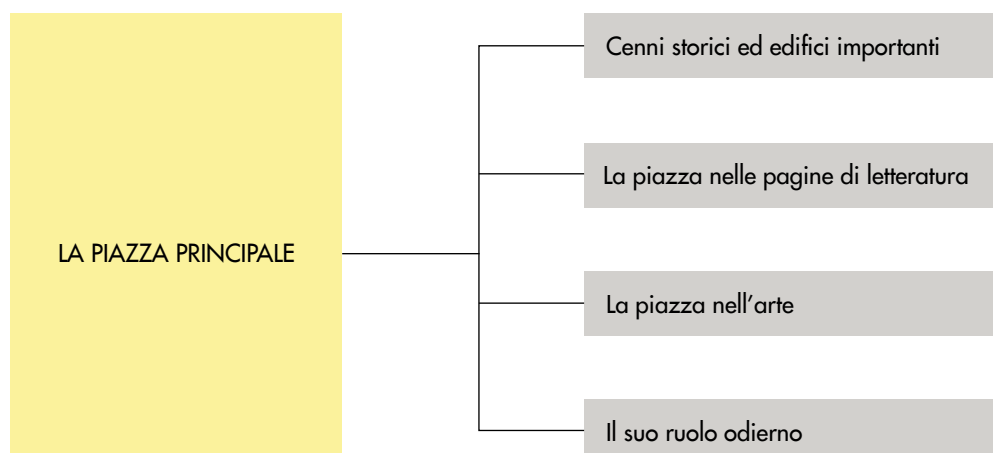 LA PIAZZA PRINCIPALE
Cenni storici ed edifici importanti
La piazza nelle pagine di letteratura
La piazza nell'arte
Il suo ruolo odierno